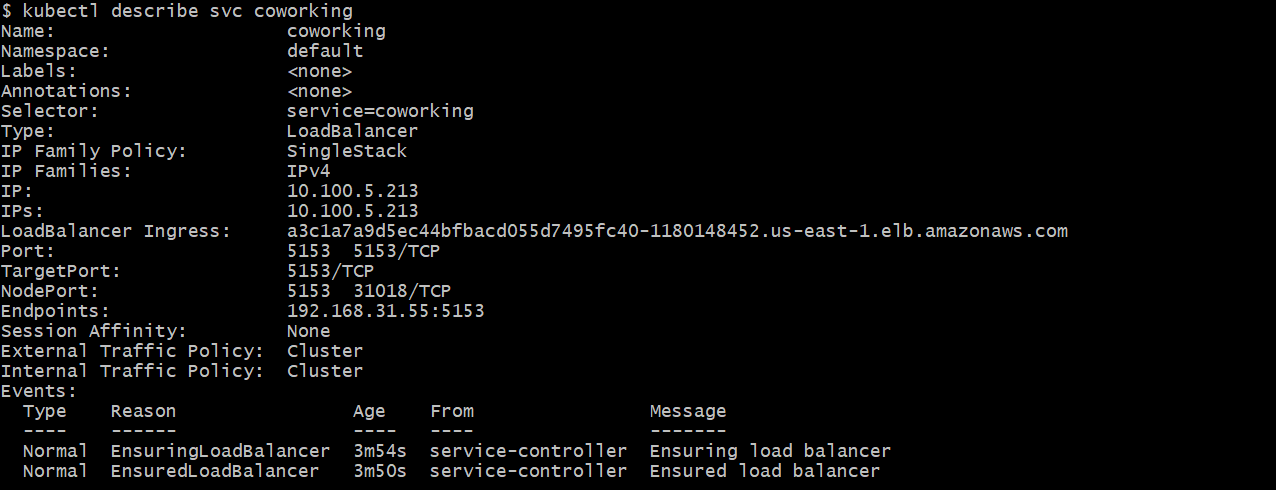 $ kubectl describe svc coworking
Name:                     coworking
Namespace:                default
Labels:                   <none>
Annotations:              <none>
Selector:                 service=coworking
Type:                     LoadBalancer
IP Family Policy:         SingleStack
IP Families:              IPv4
IP:                       10.100.5.213
IPs:                      10.100.5.213
LoadBalancer Ingress:     a3c1a7a9d5ec44bfbacd055d7495fc40-1180148452.us-east-1.elb.amazonaws.com
Port:                     5153  5153/TCP
TargetPort:               5153/TCP
NodePort:                 5153  31018/TCP
Endpoints:                192.168.31.55:5153
Session Affinity:         None
External Traffic Policy:  Cluster
Internal Traffic Policy:  Cluster
Events:
  Type    Reason                Age    From                Message
  ----    ------                ----   ----                -------
  Normal  EnsuringLoadBalancer  3m54s  service-controller  Ensuring load balancer
  Normal  EnsuredLoadBalancer   3m50s  service-controller  Ensured load balancer